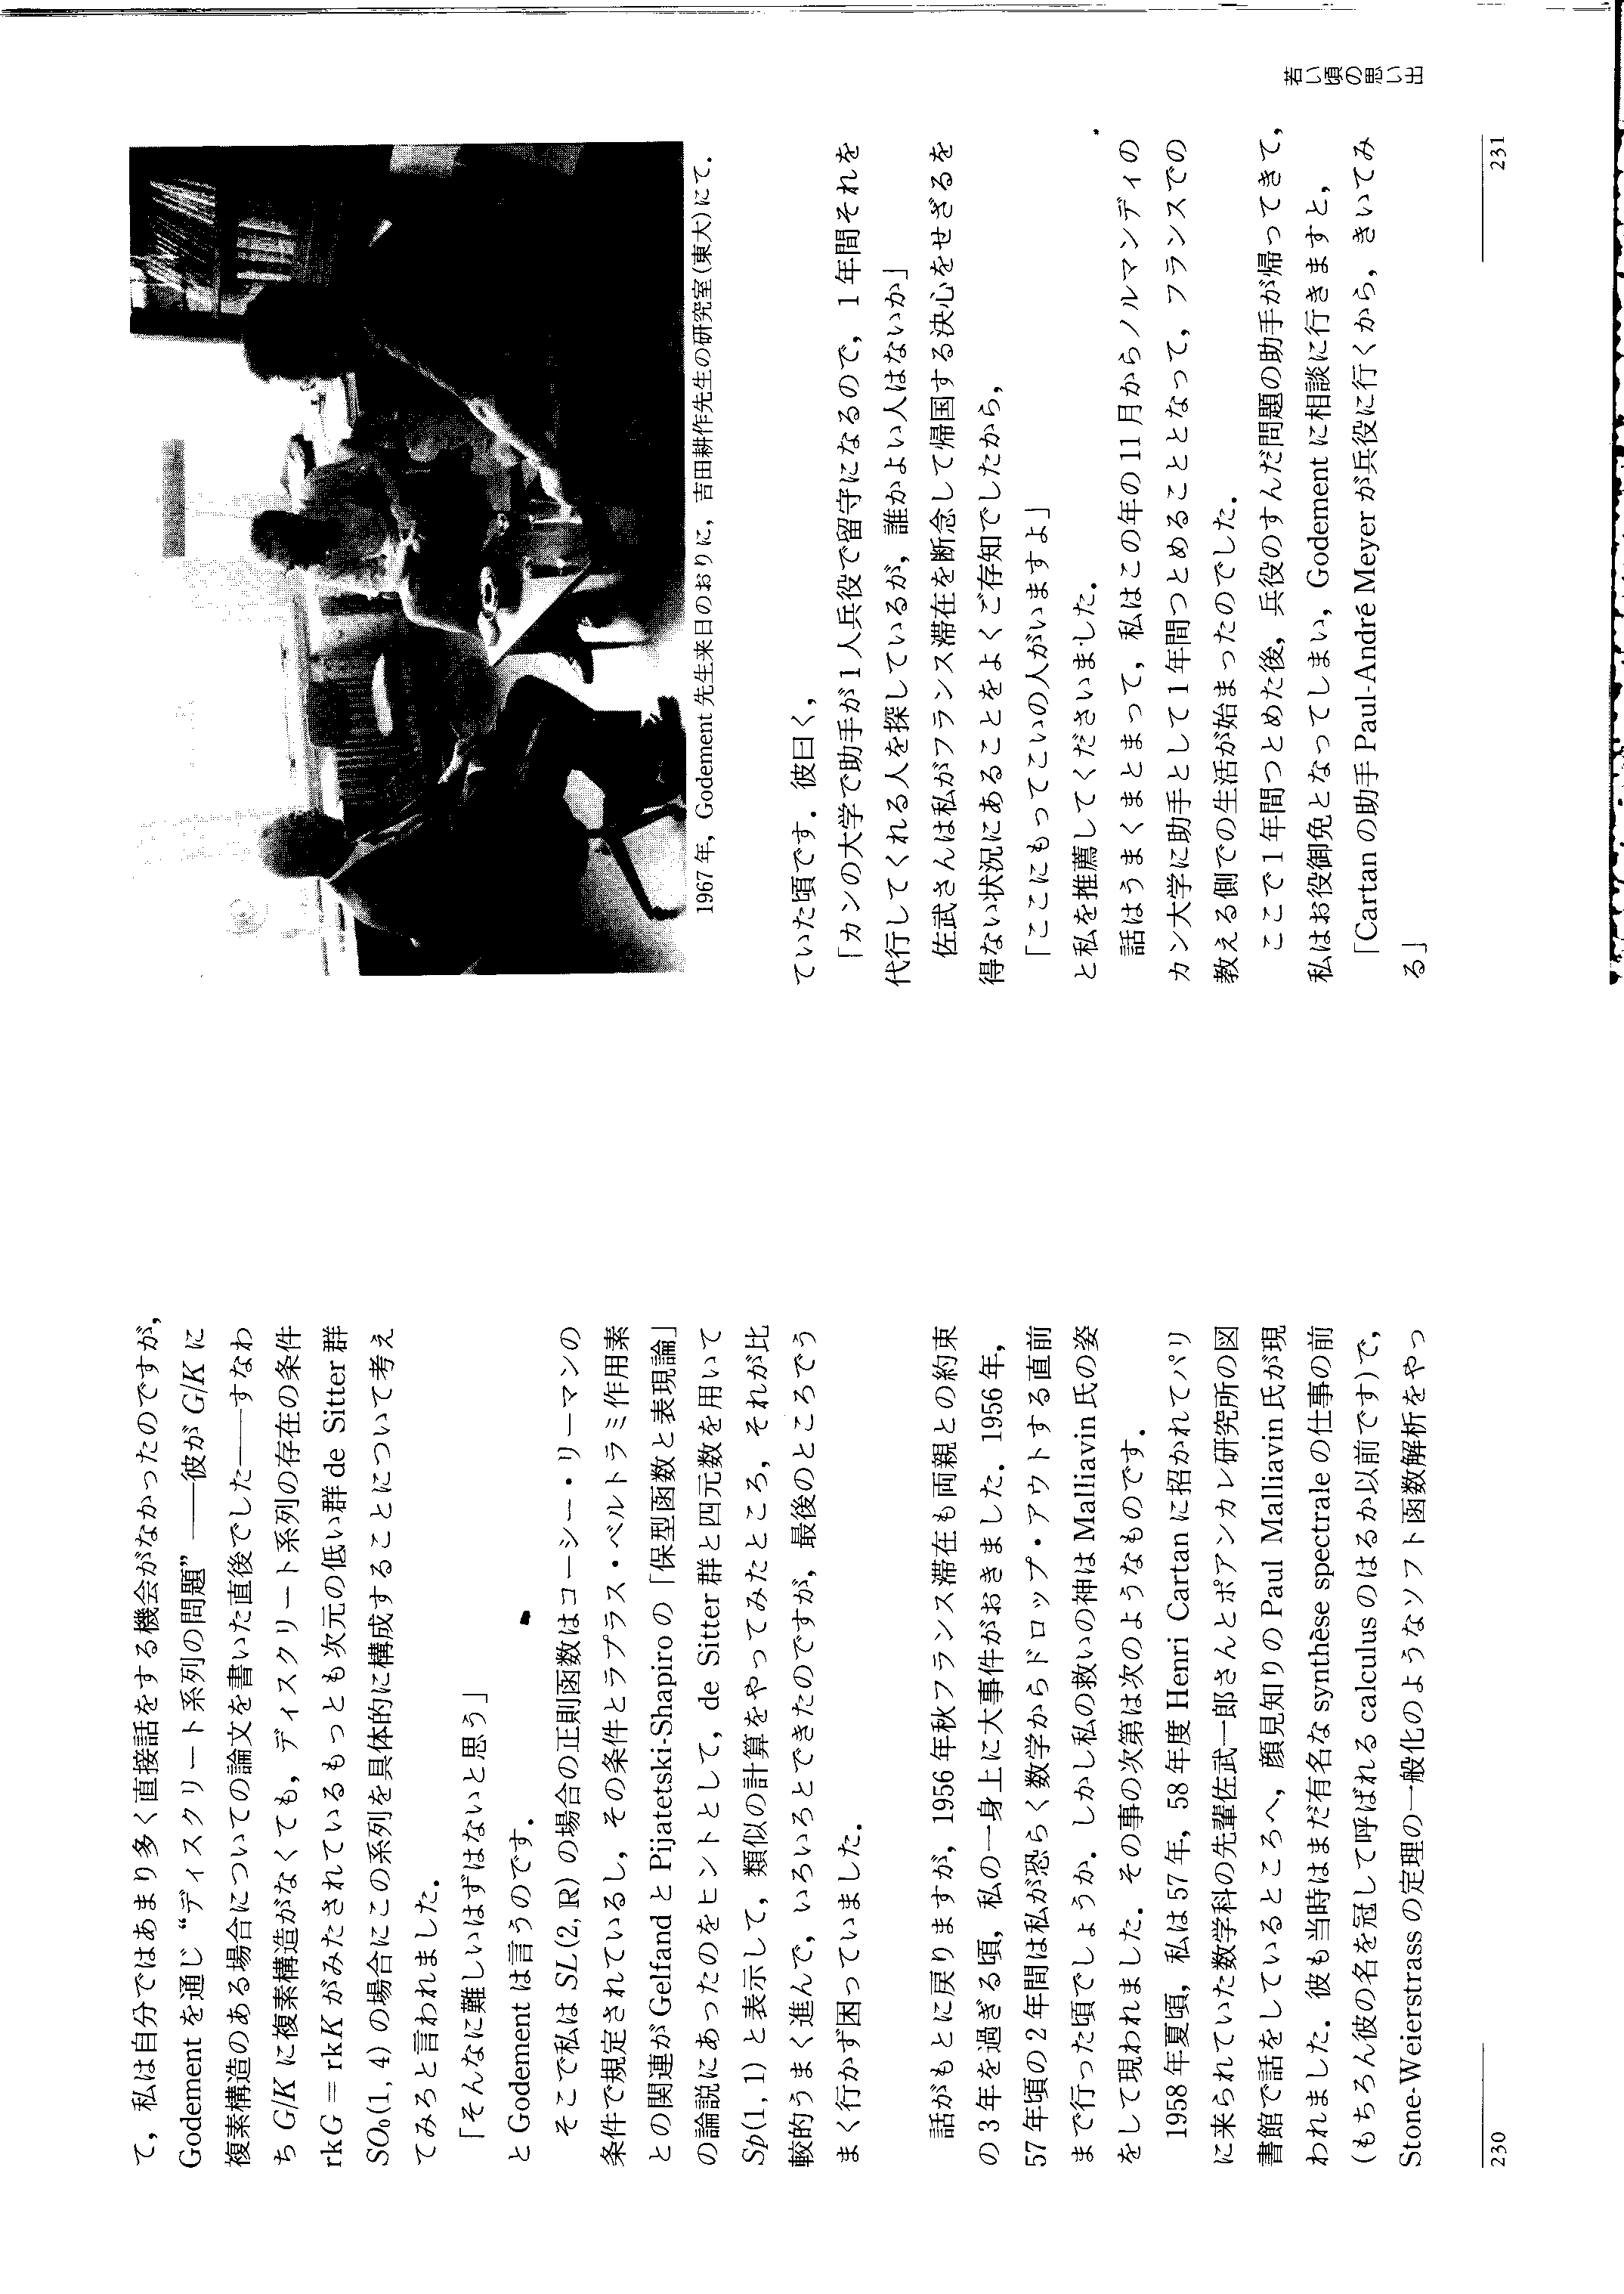 て，私は自分ではあまり多く直接話をする機会がなかったのですが，
Godement を通じ“ディスクリート系列の問題”——彼が G/K に
複素構造のある場合についての論文を書いた直後でした——すなわ
ち G/K に複素構造がなくても，ディスクリート系列の存在の条件
rkG = rkK がみたされているもっとも次元の低い群 de Sitter 群
SO₀(1, 4) の場合にこの系列を具体的に構成することについて考え
てみろと言われました．
「そんなに難しいはずはないと思う」
と Godement は言うのです．
そこで私は SL(2, ℝ) の場合の正則函数はコーシー・リーマンの
条件で規定されているし，その条件とラプラス・ベルトラミ作用素
との関連が Gelfand と Pijatetski-Shapiro の「保型函数と表現論」
の論説にあったのをヒントとして，de Sitter 群と四元数を用いて
Sp(1, 1) と表示して，類似の計算をやってみたところ，それが比
較的うまく進んで，いろいろとできたのですが，最後のところでう
まく行かず困っていました．
話がもとに戻りますが，1956 年秋フランス滞在も両親との約束
の 3 年を過ぎる頃，私の一身上に大事件がおきました．1956 年，
57 年頃の 2 年間は私が恐らく数学からドロップ・アウトする直前
まで行った頃でしょうか．しかし私の救いの神は Malliavin 氏の姿
をして現われました．その事の次第は次のようなものです．
1958 年夏頃，私は 57 年，58 年度 Henri Cartan に招かれてパリ
に来られていた数学科の先輩佐武一郎さんとポアンカレ研究所の図
書館で話をしているところへ，顔見知りの Paul Malliavin 氏が現
われました．彼も当時はまだ有名な synthèse spectrale の仕事の前
(もちろん彼の名を冠して呼ばれる calculus のはるか以前です)で，
Stone-Weierstrass の定理の一般化のようなソフト函数解析をやっ
230
若い頃の思い出
1967 年，Godement 先生来日のおりに，吉田耕作先生の研究室(東大)にて．
ていた頃です．彼曰く，
「カンの大学で助手が 1 人兵役で留守になるので，1 年間それを
代行してくれる人を探しているが，誰かよい人はないか」
佐武さんは私がフランス滞在を断念して帰国する決心をせざるを
得ない状況にあることをよくご存知でしたから，
「ここにもってこいの人がいますよ」
と私を推薦してくださいました．
話はうまくまとまって，私はこの年の 11 月からノルマンディの
カン大学に助手として 1 年間つとめることとなって，フランスでの
教える側での生活が始まったのでした．
ここで 1 年間つとめた後，兵役のすんだ問題の助手が帰ってきて，
私はお役御免となってしまい，Godement に相談に行きますと，
「Cartan の助手 Paul-André Meyer が兵役に行くから，きいてみ
る」
231